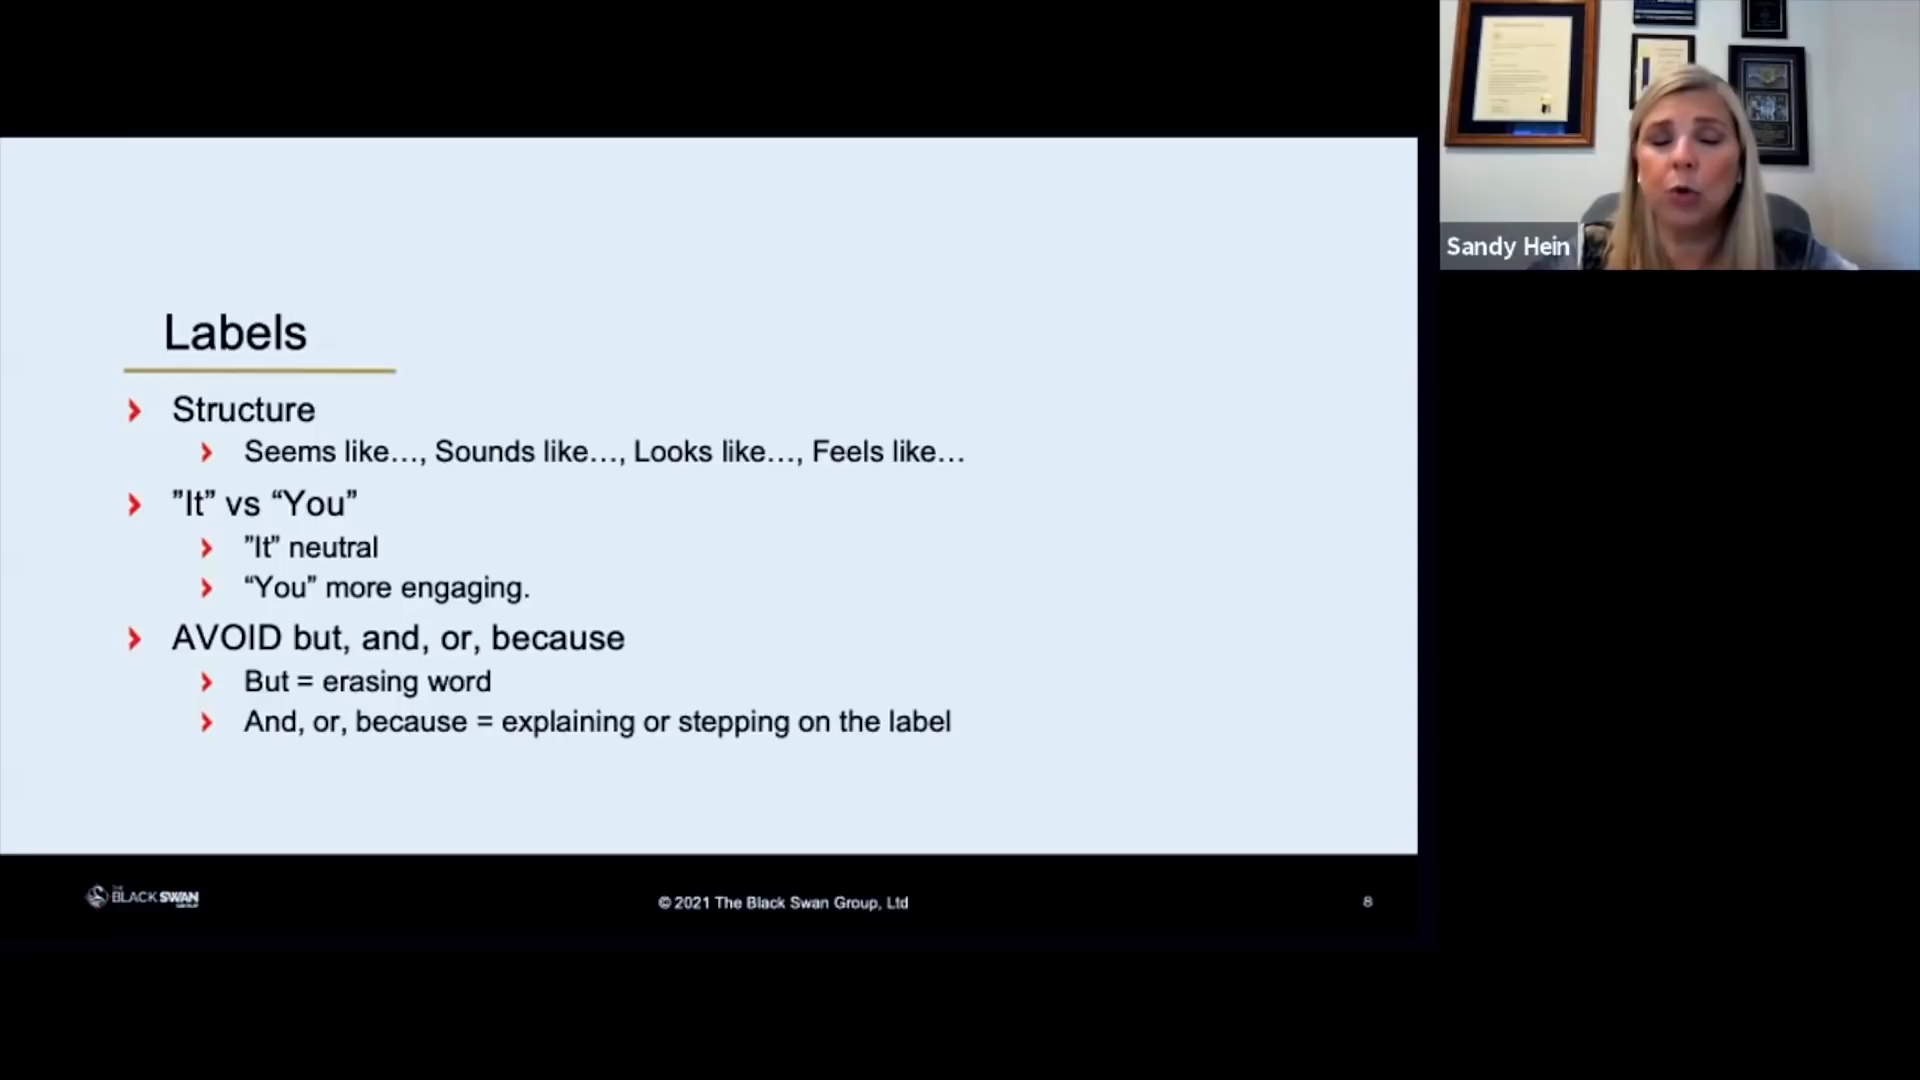 Sandy Hein
Labels
Structure
Seems like…, Sounds like…, Looks like…, Feels like…
”It” vs “You”
”It” neutral
“You” more engaging.
AVOID but, and, or, because
But = erasing word
And, or, because = explaining or stepping on the label
THE
BLACK SWAN
GROUP
© 2021 The Black Swan Group, Ltd
8